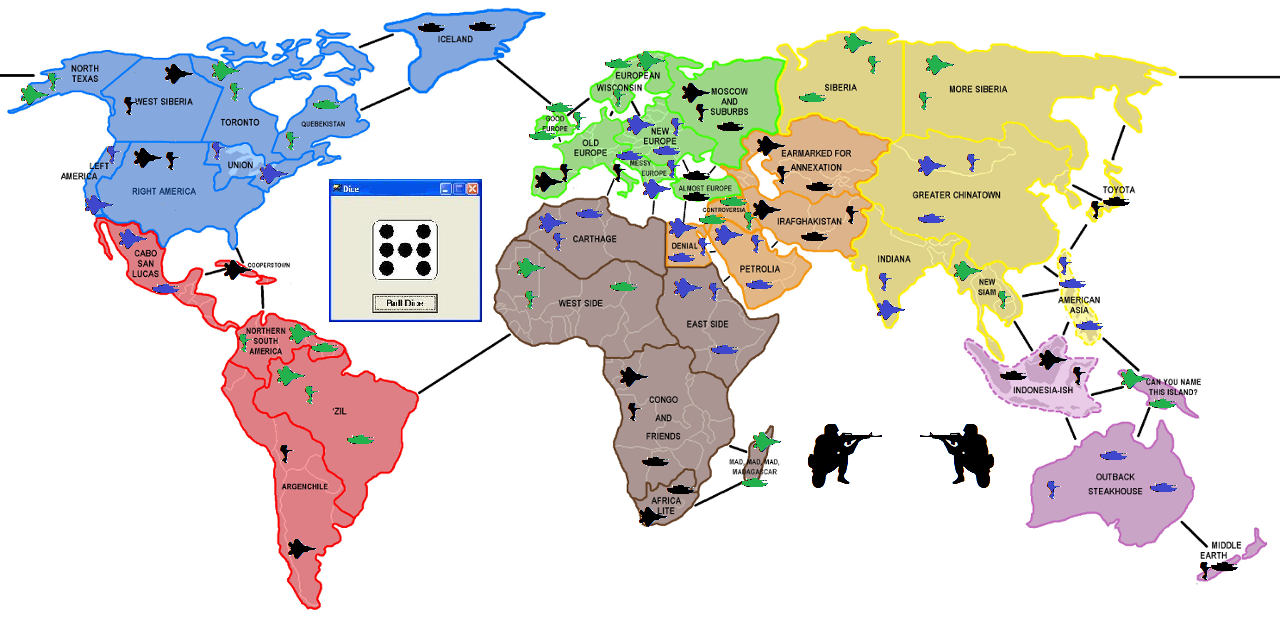 ICELAND
NORTH
TEXAS
WEST SIBERIA
TORONTO
QUEBEKISTAN
LEFT
AMERICA
RIGHT AMERICA
UNION
CABO
SAN
LUCAS
COOPERSTOWN
NORTHERN
SOUTH
AMERICA
'ZIL
ARGENCHILE
Dice
Roll Dice
EUROPEAN
WISCONSIN
GOOD
EUROPE
OLD
EUROPE
NEW
EUROPE
MESSY
EUROPE
ALMOST EUROPE
MOSCOW
AND
SUBURBS
CONTROVERSIA
DENIAL
PETROLIA
IRAFGHAKISTAN
EARMARKED FOR
ANNEXATION
CARTHAGE
WEST SIDE
EAST SIDE
CONGO
AND
FRIENDS
MAD, MAD, MAD,
MADAGASCAR
AFRICA
LITE
SIBERIA
MORE SIBERIA
GREATER CHINATOWN
TOYOTA
INDIANA
NEW
SIAM
AMERICAN
ASIA
INDONESIA-ISH
CAN YOU NAME
THIS ISLAND?
OUTBACK
STEAKHOUSE
MIDDLE
EARTH